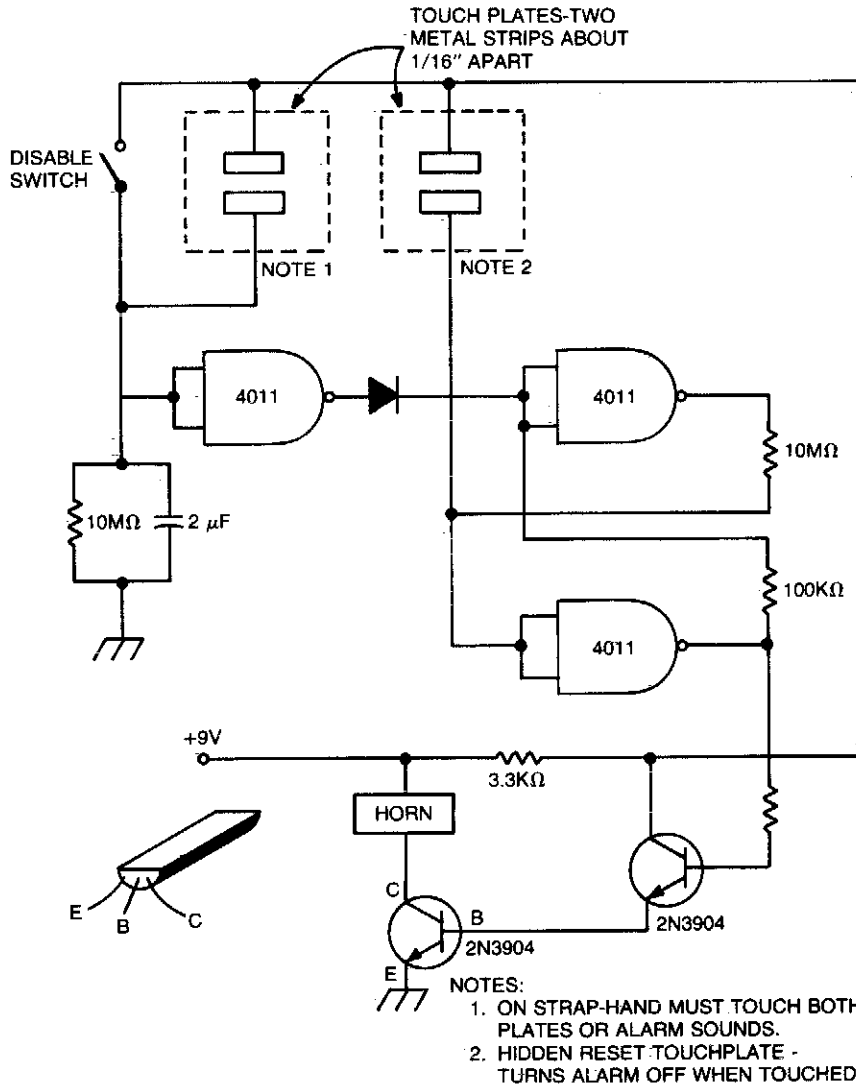 TOUCH PLATES-TWO
METAL STRIPS ABOUT
1/16" APART
DISABLE
SWITCH
NOTE 1
NOTE 2
4011
4011
10MΩ
10MΩ
2 µF
100KΩ
4011
+9V
3.3KΩ
HORN
E
B
C
C
B
E
2N3904
2N3904
NOTES:
1. ON STRAP-HAND MUST TOUCH BOTH
PLATES OR ALARM SOUNDS.
2. HIDDEN RESET TOUCHPLATE -
TURNS ALARM OFF WHEN TOUCHED